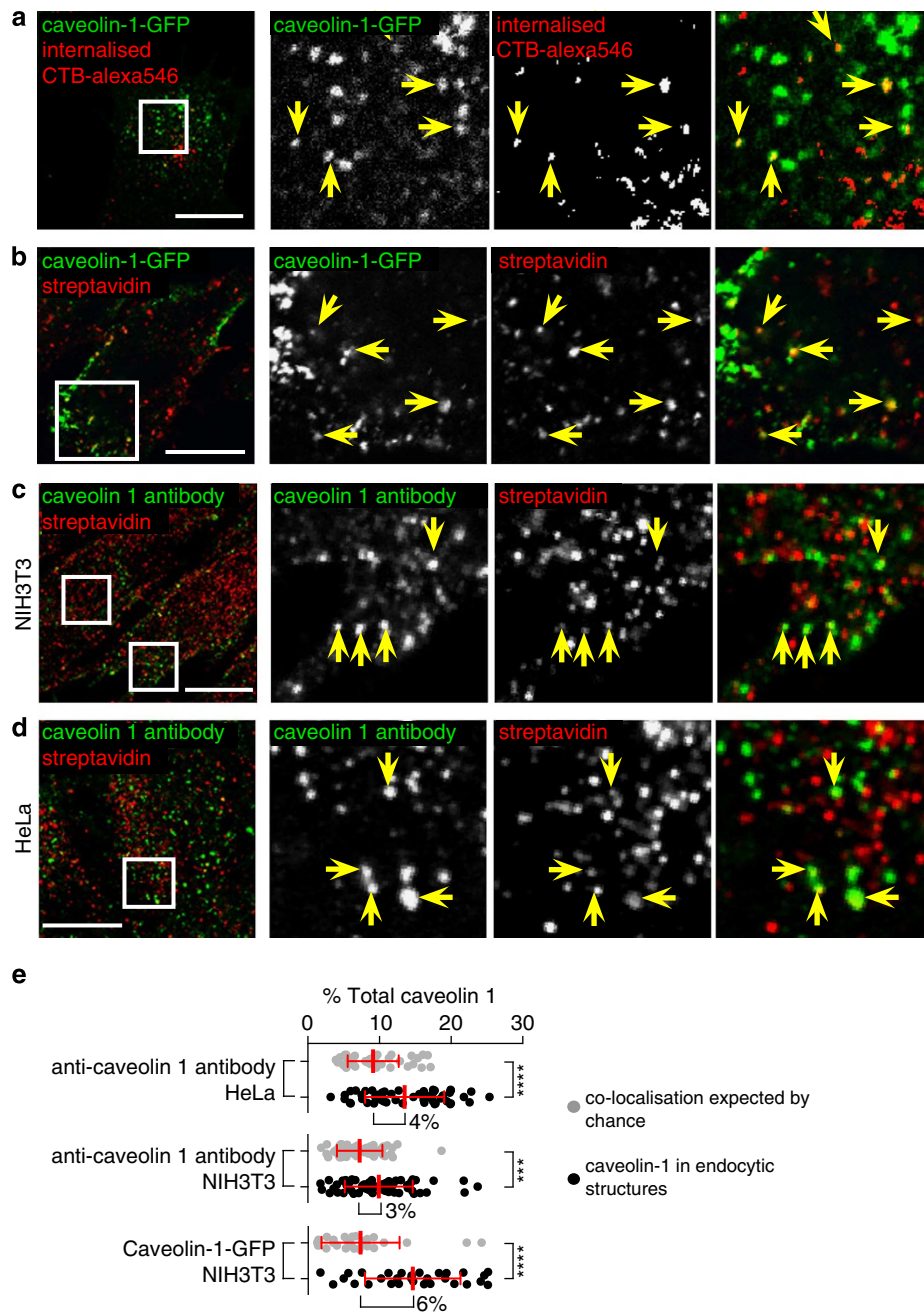 a
caveolin-1-GFP
internalised
CTB-alexa546
caveolin-1-GFP
internalised
CTB-alexa546
b
caveolin-1-GFP
streptavidin
caveolin-1-GFP
streptavidin
c
NIH3T3
caveolin 1 antibody
streptavidin
caveolin 1 antibody
streptavidin
d
HeLa
caveolin 1 antibody
streptavidin
caveolin 1 antibody
streptavidin
e
% Total caveolin 1
0 10 20 30
anti-caveolin 1 antibody
HeLa
****
4%
anti-caveolin 1 antibody
NIH3T3
***
3%
Caveolin-1-GFP
NIH3T3
****
6%
co-localisation expected by
chance
caveolin-1 in endocytic
structures